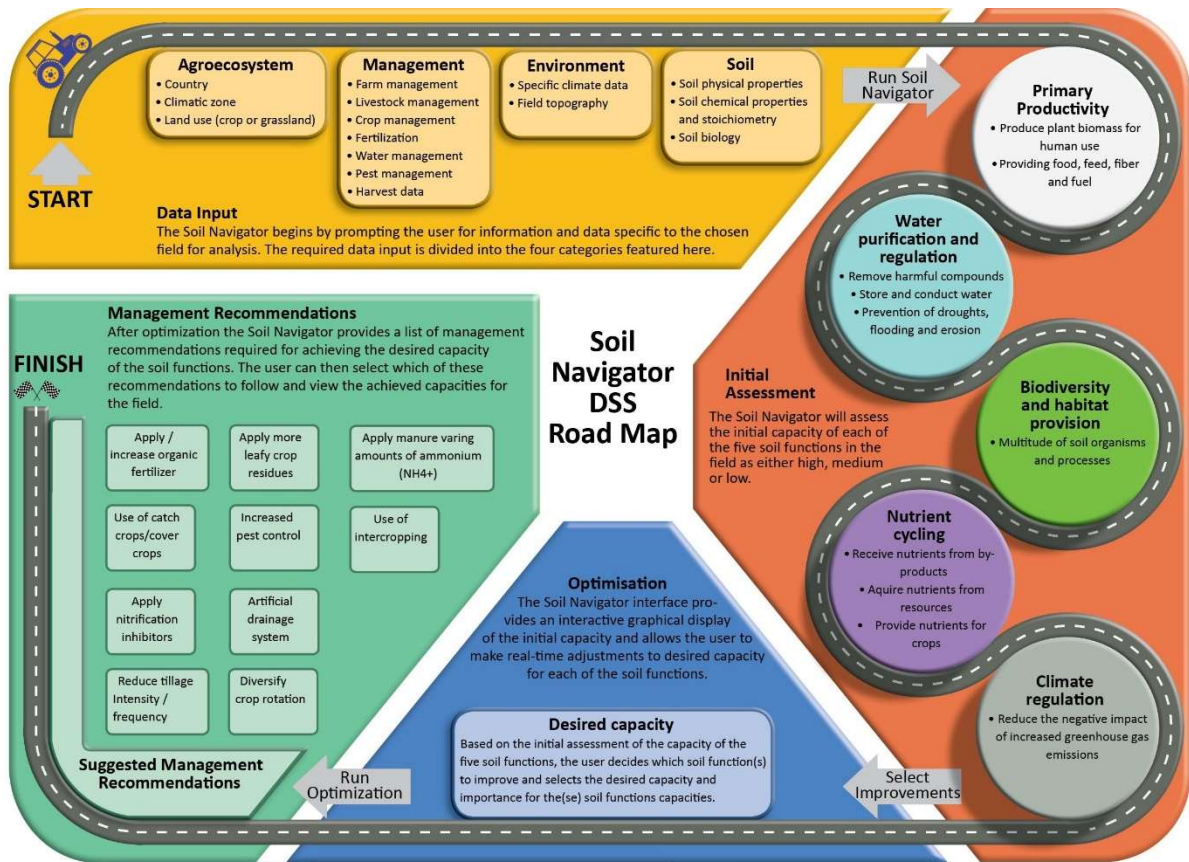 START
Agroecosystem
• Country
• Climatic zone
• Land use (crop or grassland)
Management
• Farm management
• Livestock management
• Crop management
• Fertilization
• Water management
• Pest management
• Harvest data
Environment
• Specific climate data
• Field topography
Soil
• Soil physical properties
• Soil chemical properties
and stoichiometry
• Soil biology
Data Input
The Soil Navigator begins by prompting the user for information and data specific to the chosen
field for analysis. The required data input is divided into the four categories featured here.
Run Soil
Navigator
Primary
Productivity
• Produce plant biomass for
human use
• Providing food, feed, fiber
and fuel
Water
purification and
regulation
• Remove harmful compounds
• Store and conduct water
• Prevention of droughts,
flooding and erosion
Biodiversity
and habitat
provision
• Multitude of soil organisms
and processes
Nutrient
cycling
• Receive nutrients from by-
products
• Aquire nutrients from
resources
• Provide nutrients for
crops
Climate
regulation
• Reduce the negative impact
of increased greenhouse gas
emissions
Initial
Assessment
The Soil Navigator will assess
the initial capacity of each of
the five soil functions in the
field as either high, medium
or low.
Soil
Navigator
DSS
Road Map
Select
Improvements
Optimisation
The Soil Navigator interface pro-
vides an interactive graphical display
of the initial capacity and allows the user to
make real-time adjustments to desired capacity
for each of the soil functions.
Desired capacity
Based on the initial assessment of the capacity of the
five soil functions, the user decides which soil function(s)
to improve and selects the desired capacity and
importance for the(se) soil functions capacities.
Run
Optimization
Management Recommendations
After optimization the Soil Navigator provides a list of management
recommendations required for achieving the desired capacity
of the soil functions. The user can then select which of these
recommendations to follow and view the achieved capacities for
the field.
FINISH
Apply /
increase organic
fertilizer
Apply more
leafy crop
residues
Apply manure varing
amounts of ammonium
(NH4+)
Use of catch
crops/cover
crops
Increased
pest control
Use of
intercropping
Apply
nitrification
inhibitors
Artificial
drainage
system
Reduce tillage
Intensity /
frequency
Diversify
crop rotation
Suggested Management
Recommendations